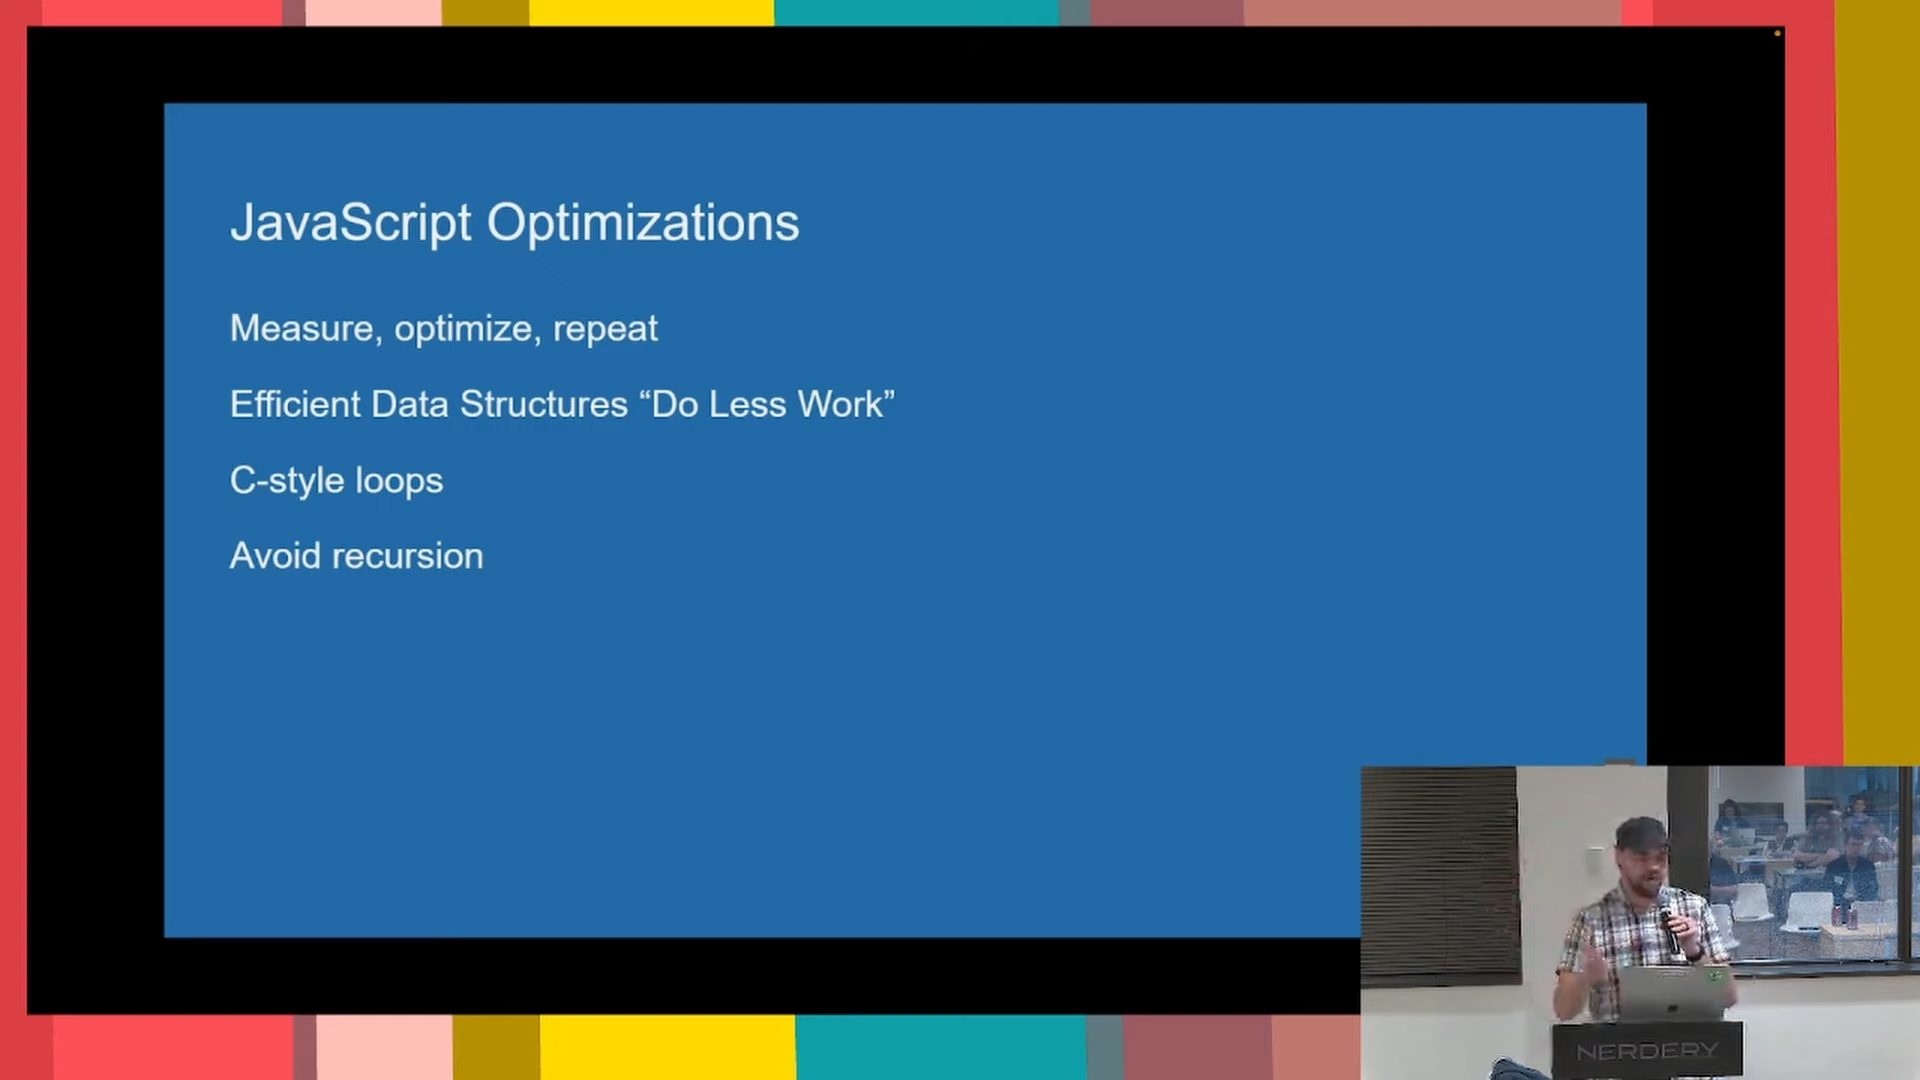 JavaScript Optimizations
Measure, optimize, repeat
Efficient Data Structures “Do Less Work”
C-style loops
Avoid recursion
NERDERY